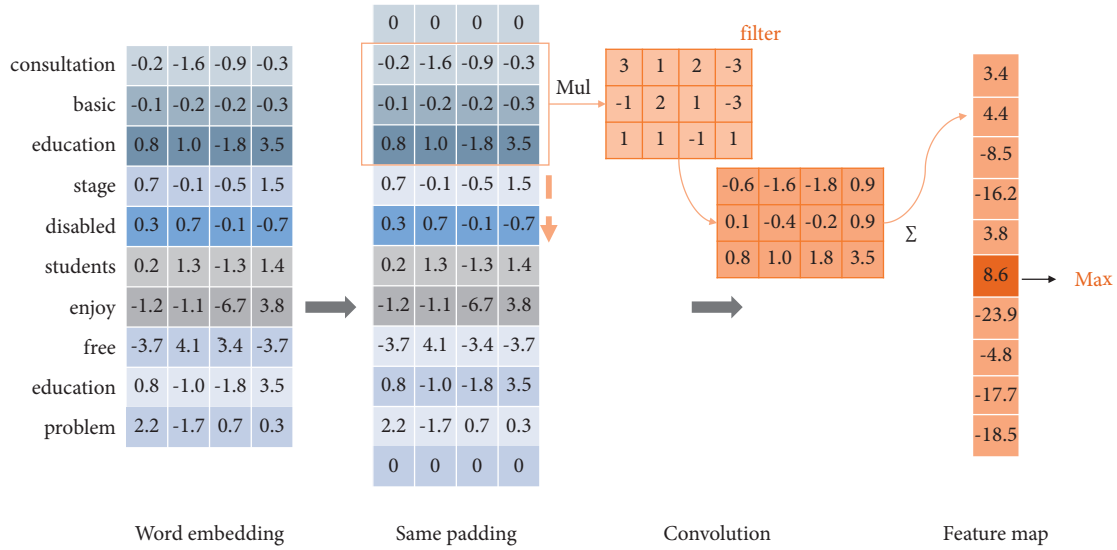 filter
consultation
basic
education
stage
disabled
students
enjoy
free
education
problem
-0.2 -1.6 -0.9 -0.3
-0.1 -0.2 -0.2 -0.3
0.8 1.0 -1.8 3.5
0.7 -0.1 -0.5 1.5
0.3 0.7 -0.1 -0.7
0.2 1.3 -1.3 1.4
-1.2 -1.1 -6.7 3.8
-3.7 4.1 3.4 -3.7
0.8 -1.0 -1.8 3.5
2.2 -1.7 0.7 0.3
0 0 0 0
-0.2 -1.6 -0.9 -0.3
-0.1 -0.2 -0.2 -0.3
0.8 1.0 -1.8 3.5
0.7 -0.1 -0.5 1.5
0.3 0.7 -0.1 -0.7
0.2 1.3 -1.3 1.4
-1.2 -1.1 -6.7 3.8
-3.7 4.1 -3.4 -3.7
0.8 -1.0 -1.8 3.5
2.2 -1.7 0.7 0.3
0 0 0 0
Mul
3 1 2 -3
-1 2 1 -3
1 1 -1 1
-0.6 -1.6 -1.8 0.9
0.1 -0.4 -0.2 0.9
0.8 1.0 1.8 3.5
Σ
3.4
4.4
-8.5
-16.2
3.8
8.6
-23.9
-4.8
-17.7
-18.5
Max
Word embedding
Same padding
Convolution
Feature map